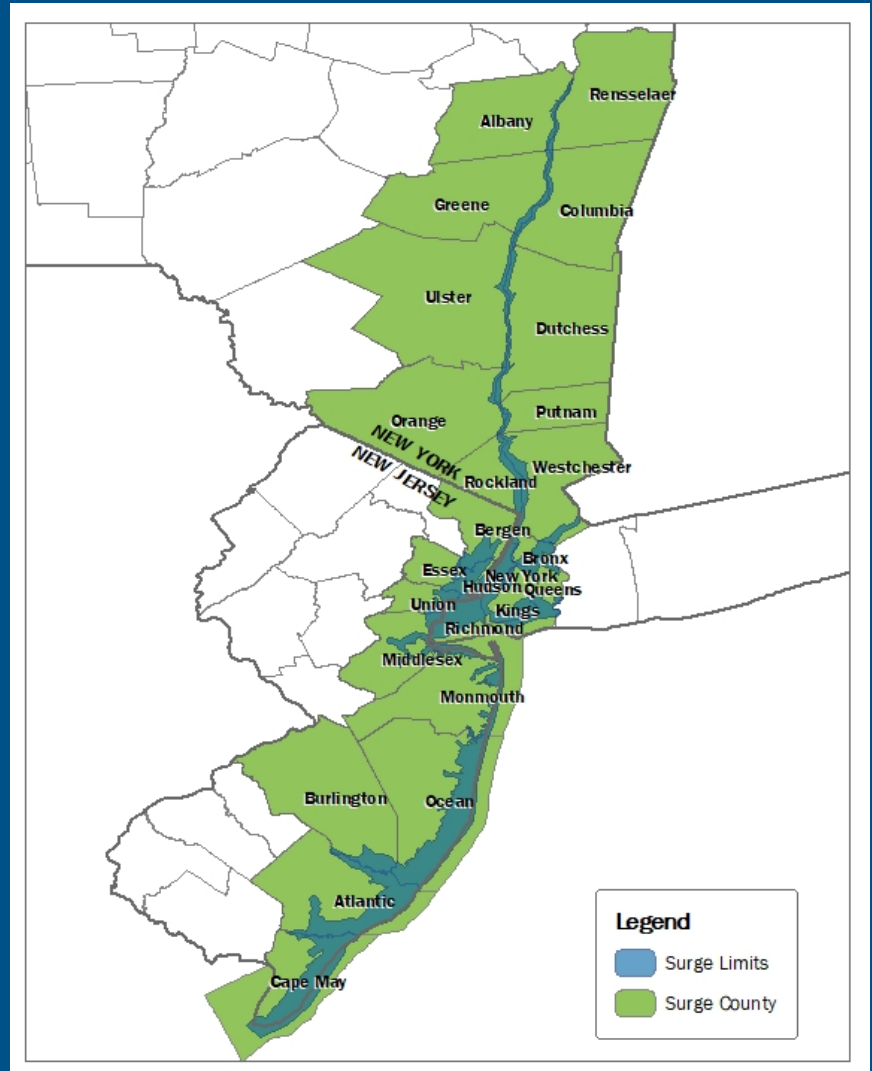 Rensselaer
Albany
Greene
Columbia
Ulster
Dutchess
Putnam
Orange
NEW YORK
NEW JERSEY
Westchester
Rockland
Bergen
Bronx
Essex
New York
Hudson
Queens
Union
Kings
Richmond
Middlesex
Monmouth
Burlington
Ocean
Atlantic
Cape May
Legend
Surge Limits
Surge County